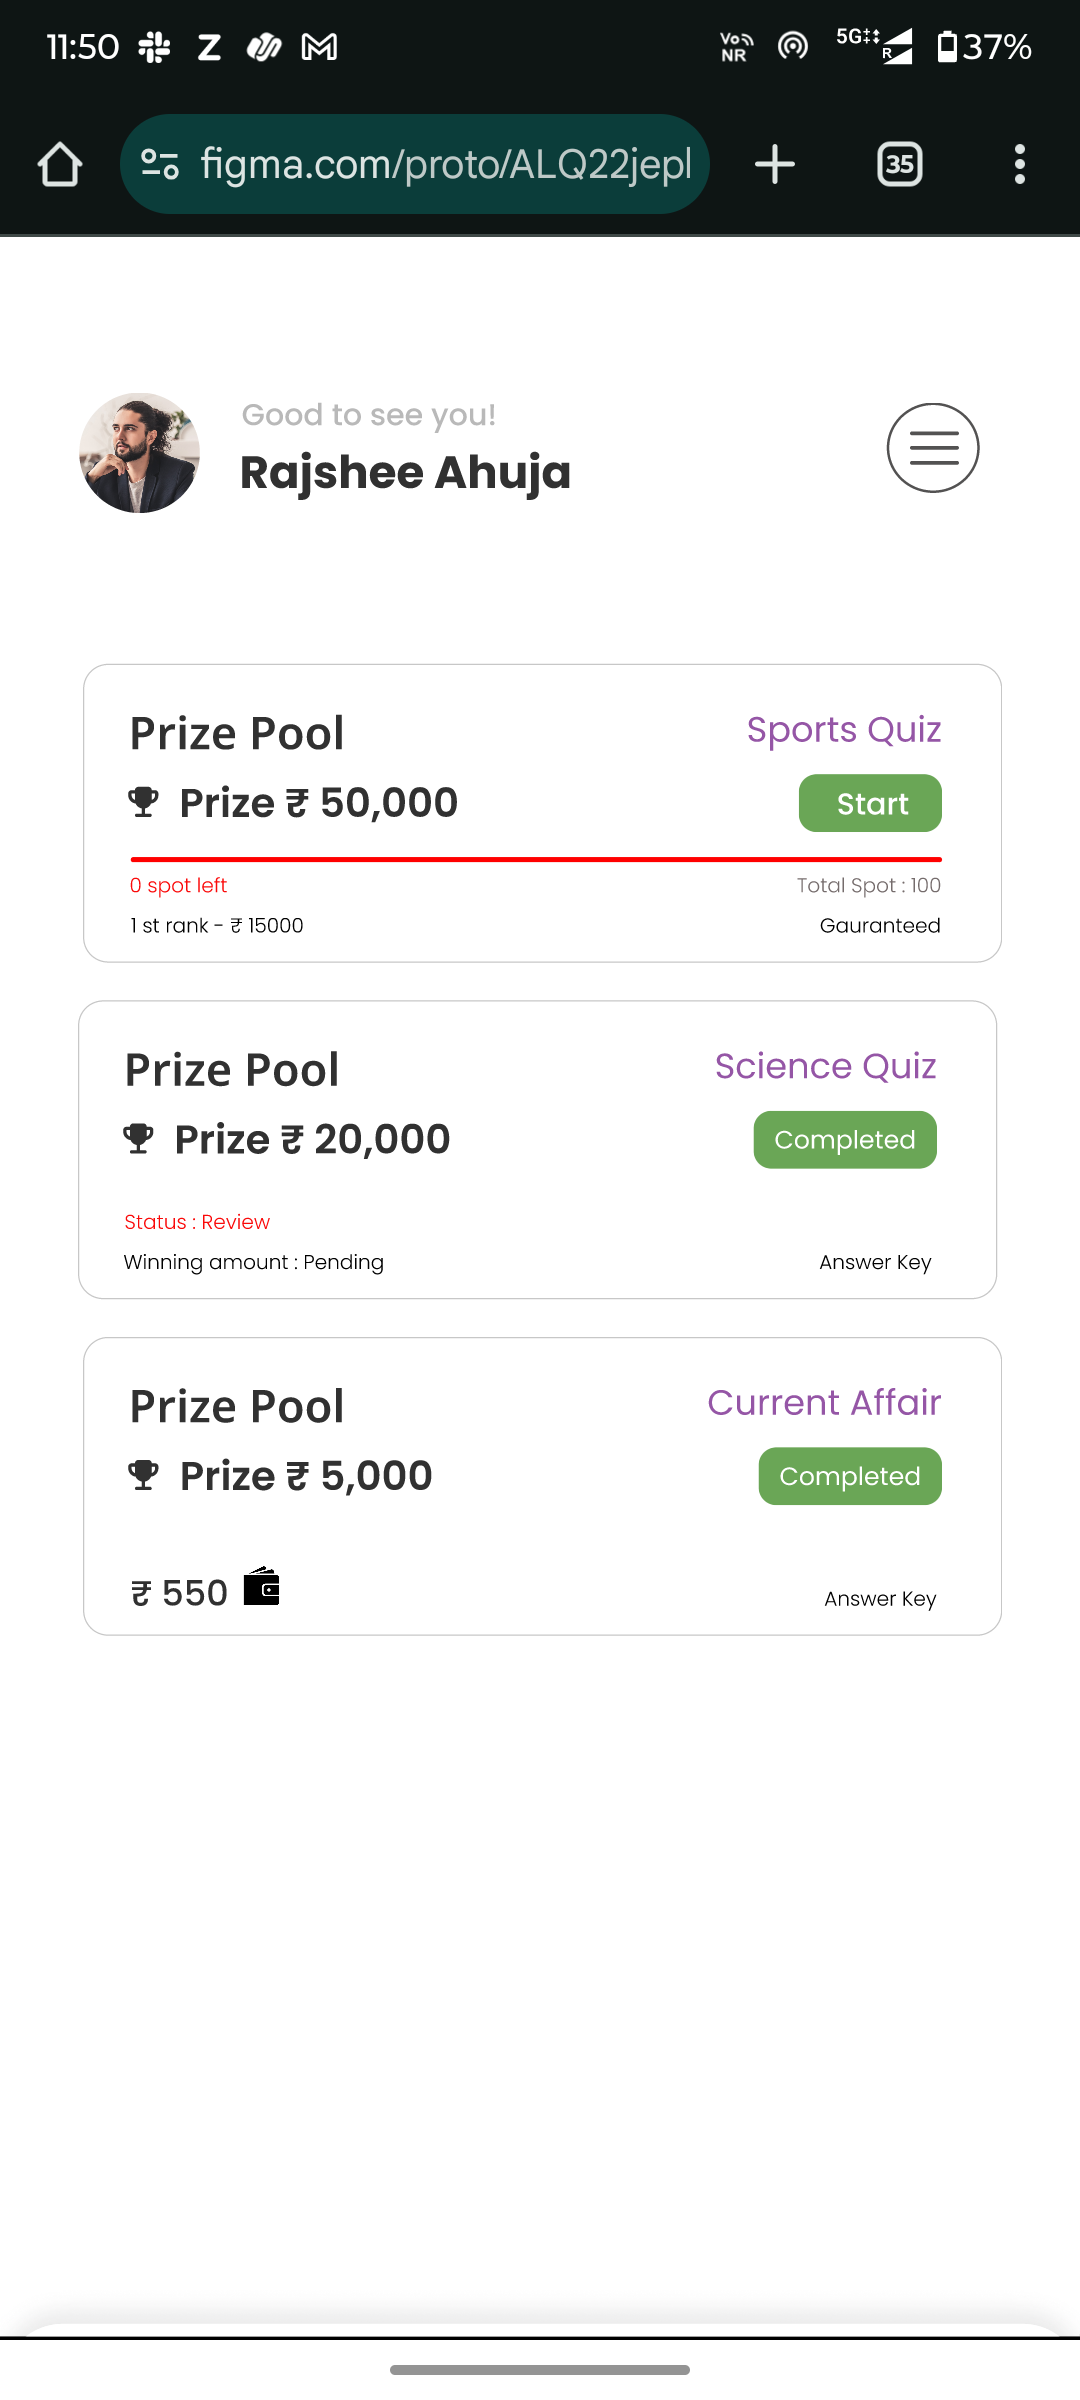 11:50
Vo NR
5G
R
37%
figma.com/proto/ALQ22jepl
35
Good to see you!
Rajshee Ahuja
Prize Pool
Sports Quiz
Prize ₹ 50,000
Start
0 spot left
Total Spot : 100
1 st rank - ₹ 15000
Gauranteed
Prize Pool
Science Quiz
Prize ₹ 20,000
Completed
Status : Review
Winning amount : Pending
Answer Key
Prize Pool
Current Affair
Prize ₹ 5,000
Completed
₹ 550
Answer Key